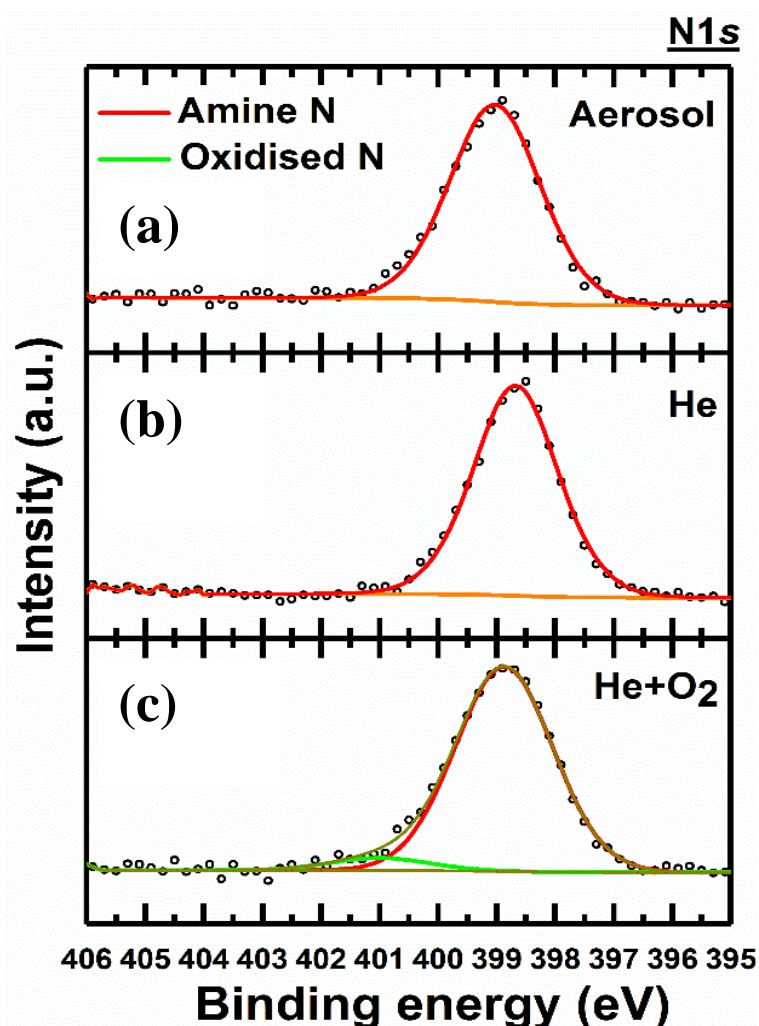 N1s
Amine N
Aerosol
Oxidised N
(a)
He
(b)
He+O2
(c)
Intensity (a.u.)
406 405 404 403 402 401 400 399 398 397 396 395
Binding energy (eV)